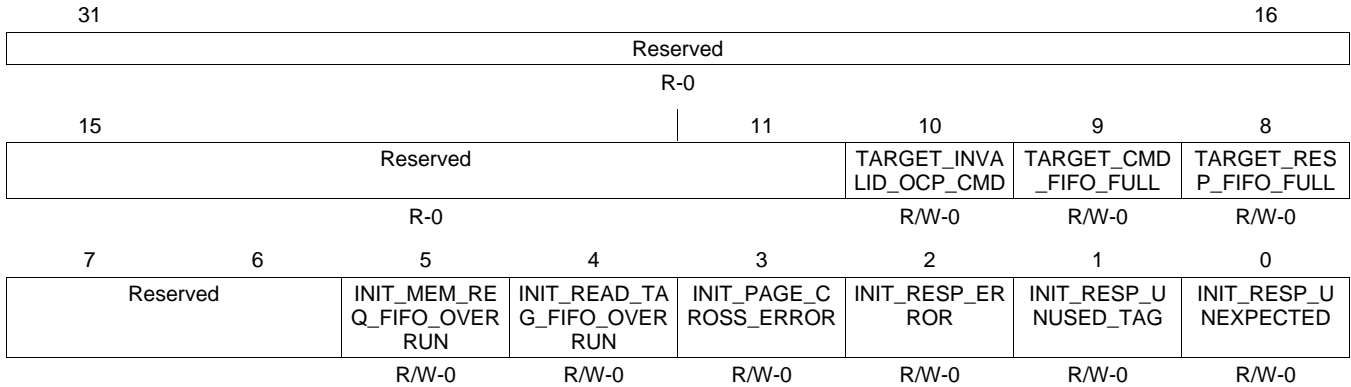 31 16
Reserved
R-0
15 11 10 9 8
Reserved TARGET_INVA TARGET_CMD TARGET_RES
LID_OCP_CMD _FIFO_FULL P_FIFO_FULL
R-0 R/W-0 R/W-0 R/W-0
7 6 5 4 3 2 1 0
Reserved INIT_MEM_RE INIT_READ_TA INIT_PAGE_C INIT_RESP_ER INIT_RESP_U INIT_RESP_U
Q_FIFO_OVER G_FIFO_OVER ROSS_ERROR ROR NUSED_TAG NEXPECTED
RUN RUN
R/W-0 R/W-0 R/W-0 R/W-0 R/W-0 R/W-0